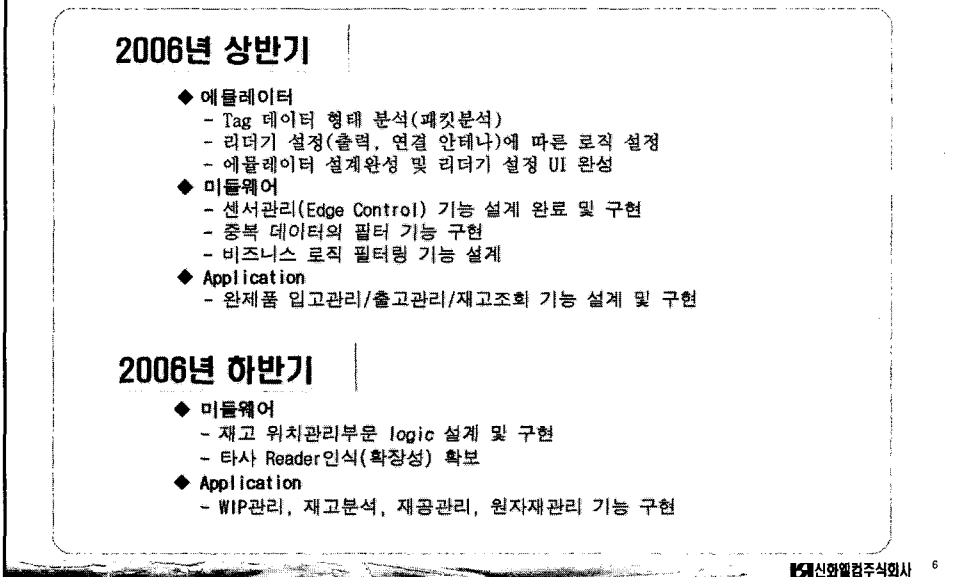 2006년 상반기
◆ 에뮬레이터
- Tag 데이터 형태 분석(패킷분석)
- 리더기 설정(출력, 연결 안테나)에 따른 로직 설정
- 에뮬레이터 설계완성 및 리더기 설정 UI 완성
◆ 미들웨어
- 센서관리(Edge Control) 기능 설계 완료 및 구현
- 중복 데이터의 필터 기능 구현
- 비즈니스 로직 필터링 기능 설계
◆ Application
- 완제품 입고관리/출고관리/재고조회 기능 설계 및 구현
2006년 하반기
◆ 미들웨어
- 재고 위치관리부문 logic 설계 및 구현
- 타사 Reader인식(확장성) 확보
◆ Application
- WIP관리, 재고분석, 재공관리, 원자재관리 기능 구현
신화엘컴주식회사 6